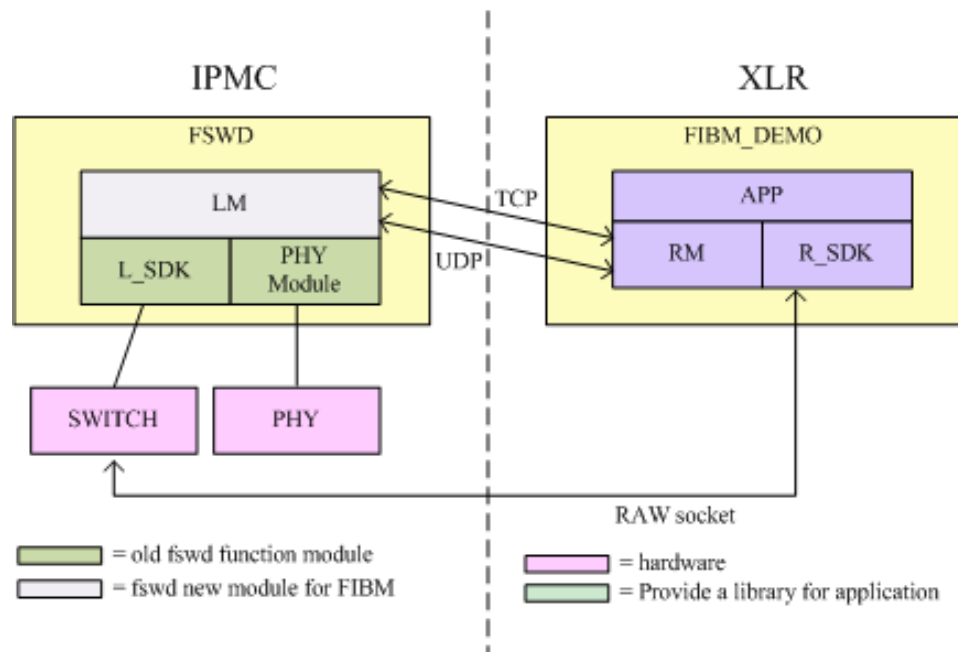 IPMC
XLR
FSWD
FIBM_DEMO
LM
TCP
APP
L_SDK
PHY
Module
UDP
RM
R_SDK
SWITCH
PHY
RAW socket
= old fswd function module
= fswd new module for FIBM
= hardware
= Provide a library for application